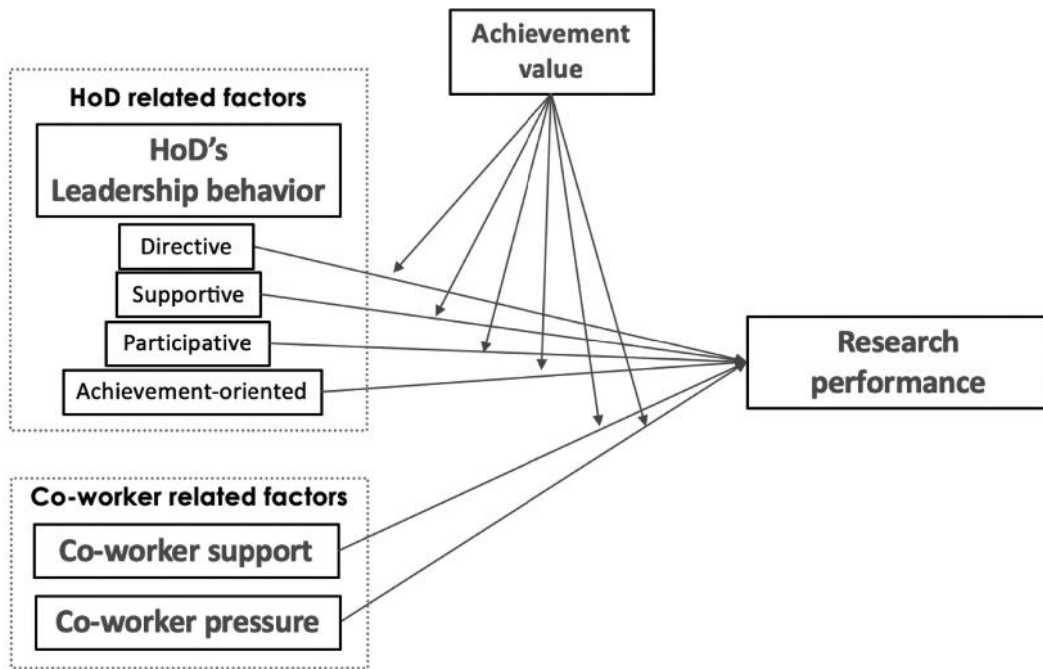 Achievement
value
HoD related factors
HoD's
Leadership behavior
Directive
Supportive
Participative
Achievement-oriented
Research
performance
Co-worker related factors
Co-worker support
Co-worker pressure